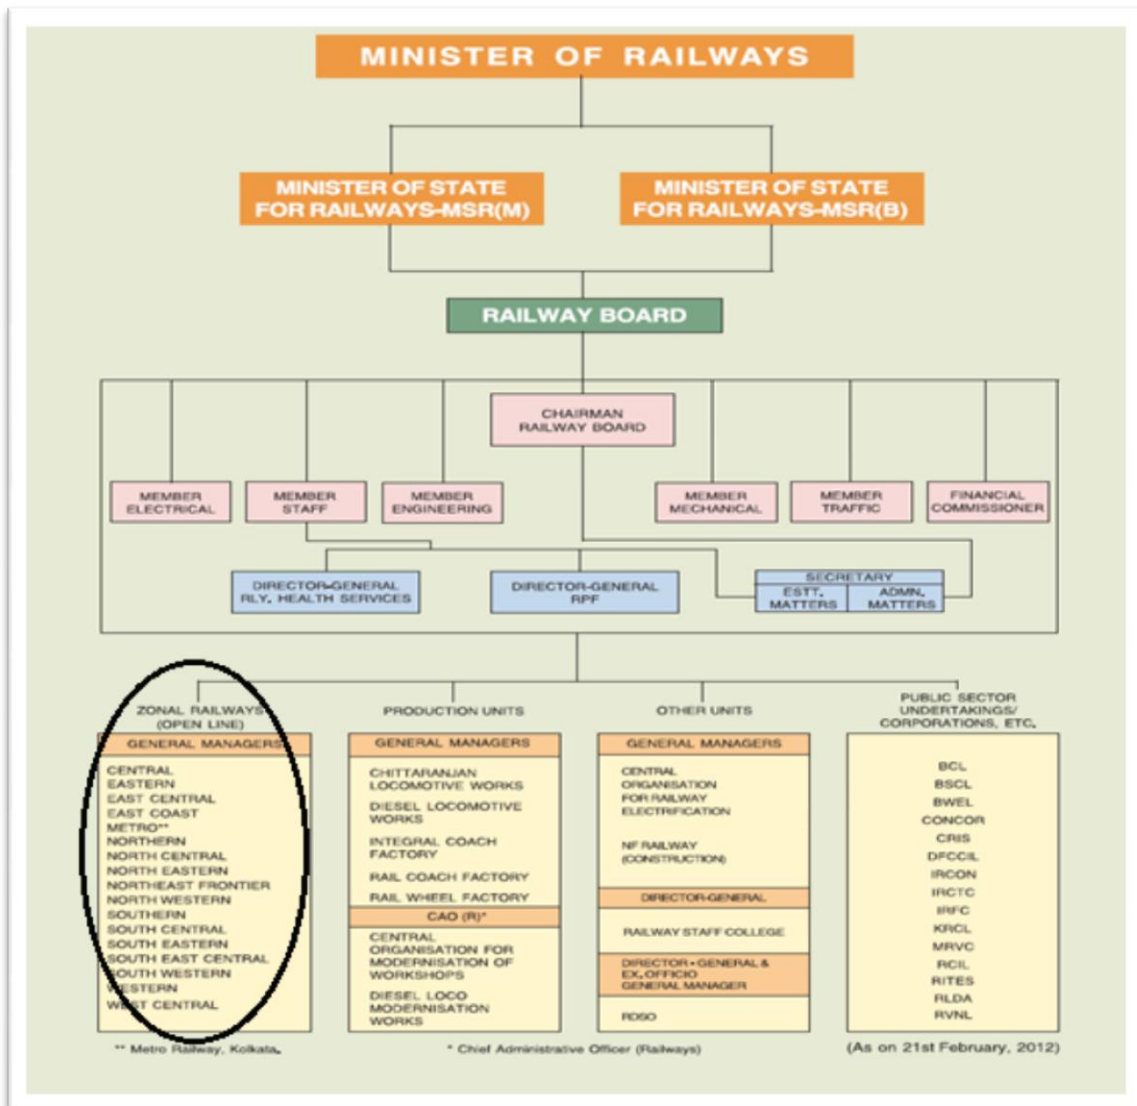 MINISTER OF RAILWAYS
MINISTER OF STATE
FOR RAILWAYS-MSR(M)
MINISTER OF STATE
FOR RAILWAYS-MSR(B)
RAILWAY BOARD
CHAIRMAN
RAILWAY BOARD
MEMBER
ELECTRICAL
MEMBER
STAFF
MEMBER
ENGINEERING
MEMBER
MECHANICAL
MEMBER
TRAFFIC
FINANCIAL
COMMISSIONER
DIRECTOR-GENERAL
RLY. HEALTH SERVICES
DIRECTOR-GENERAL
RPF
SECRETARY
ESTT.
MATTERS
ADMN.
MATTERS
ZONAL RAILWAYS
(OPEN LINE)
GENERAL MANAGERS
CENTRAL
EASTERN
EAST CENTRAL
EAST COAST
METRO**
NORTHERN
NORTH CENTRAL
NORTH EASTERN
NORTHEAST FRONTIER
NORTH WESTERN
SOUTHERN
SOUTH CENTRAL
SOUTH EASTERN
SOUTH EAST CENTRAL
SOUTH WESTERN
WESTERN
WEST CENTRAL
** Metro Railway, Kolkata.
PRODUCTION UNITS
GENERAL MANAGERS
CHITTARANJAN
LOCOMOTIVE WORKS
DIESEL LOCOMOTIVE
WORKS
INTEGRAL COACH
FACTORY
RAIL COACH FACTORY
RAIL WHEEL FACTORY
CAO (R)*
CENTRAL
ORGANISATION FOR
MODERNISATION OF
WORKSHOPS
DIESEL LOCO
MODERNISATION
WORKS
* Chief Administrative Officer (Railways)
OTHER UNITS
GENERAL MANAGERS
CENTRAL
ORGANISATION
FOR RAILWAY
ELECTRIFICATION
NF RAILWAY
(CONSTRUCTION)
DIRECTOR-GENERAL
RAILWAY STAFF COLLEGE
DIRECTOR - GENERAL &
EX. OFFICIO
GENERAL MANAGER
RDSO
PUBLIC SECTOR
UNDERTAKINGS/
CORPORATIONS, ETC.
BCL
BSCL
BWEL
CONCOR
CRIS
DFCCIL
IRCON
IRCTC
IRFC
KRCL
MRVC
RCIL
RITES
RLDA
RVNL
(As on 21st February, 2012)